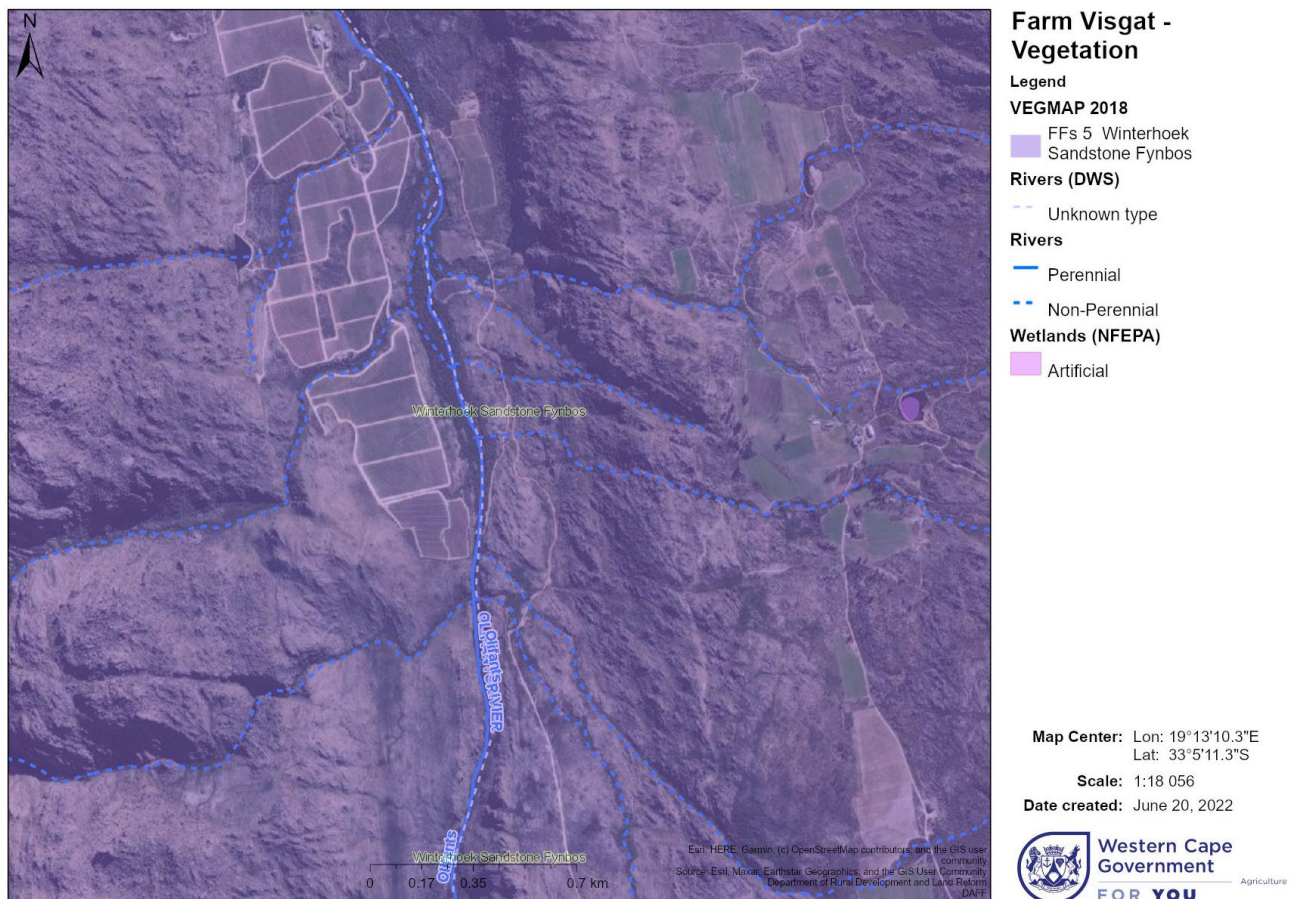 N
Winterhoek Sandstone Fynbos
Winterhoek Sandstone Fynbos
0 0.17 0.35 0.7 km
Esri, HERE, Garmin, (c) OpenStreetMap contributors, and the GIS user
community
Source: Esri, Maxar, Earthstar Geographics, and the GIS User Community
Department of Rural Development and Land Reform
DAFF
Farm Visgat -
Vegetation
Legend
VEGMAP 2018
FFs 5 Winterhoek
Sandstone Fynbos
Rivers (DWS)
Unknown type
Rivers
Perennial
Non-Perennial
Wetlands (NFEPA)
Artificial
Map Center: Lon: 19°13'10.3"E
Lat: 33°5'11.3"S
Scale: 1:18 056
Date created: June 20, 2022
Western Cape
Government
Agriculture
FOR YOU